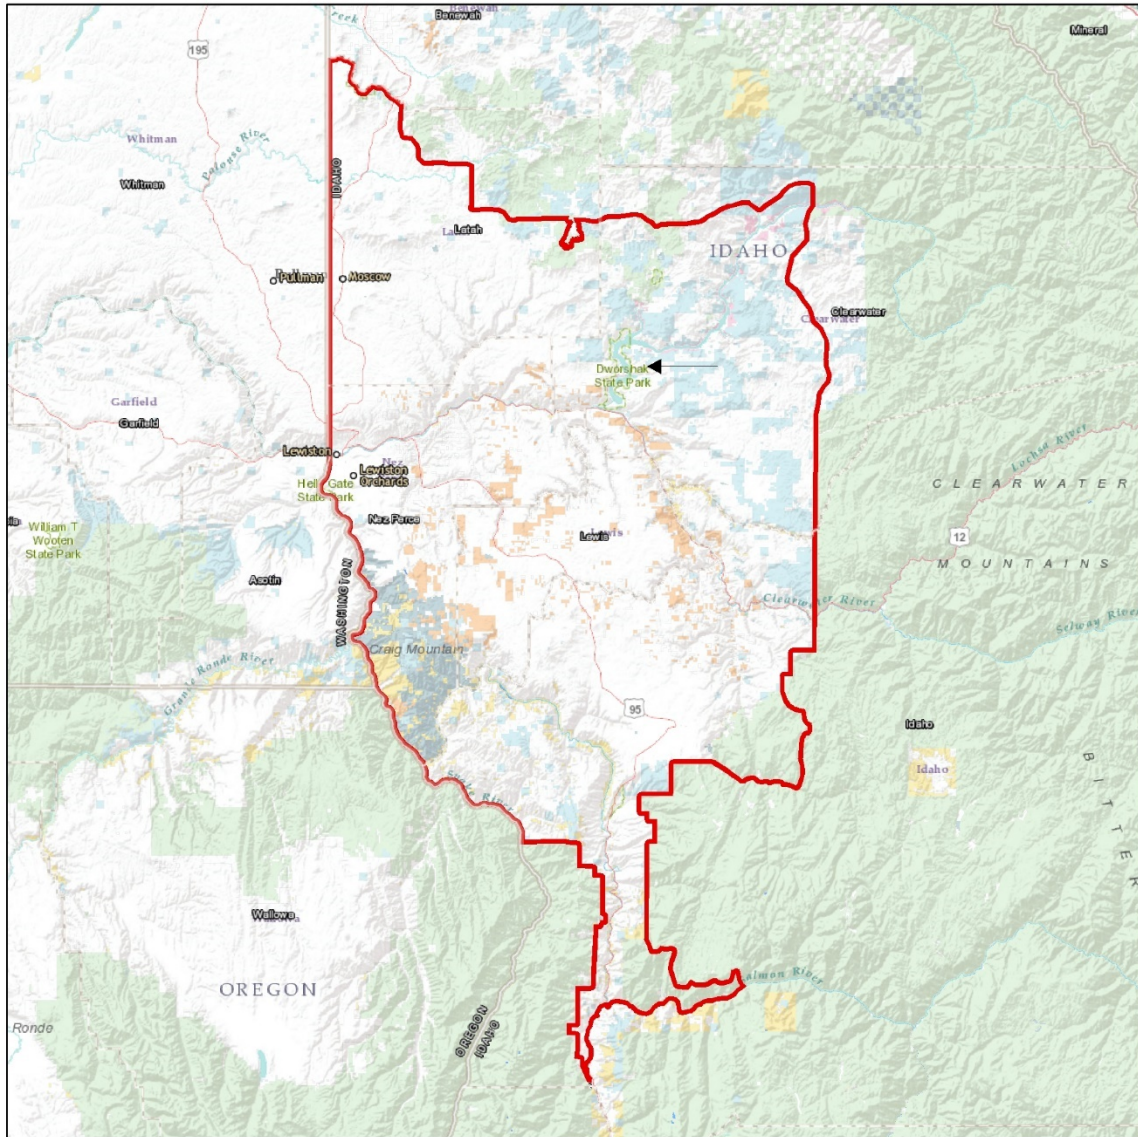 Benewah
Creek
Mineral
195
Whitman
Palouse River
Whitman
IDAHO
Latah
IDAHO
Pullman
Moscow
Clearwater
Clearwater
Dworshak
State Park
Garfield
Garfield
Lewiston
Nez
Lewiston
Orchards
Hells Gate
State Park
Lochsa River
CLEARWATER
Nez Perce
William T
Wooten
State Park
Lewis
Lewis
12
MOUNTAINS
Asotin
WASHINGTON
Clearwater River
Selway River
Craig Mountain
Grande Ronde River
95
Idaho
Idaho
Snake River
BITTER
Wallowa
Salmon River
OREGON
Ronde
OREGON
IDAHO